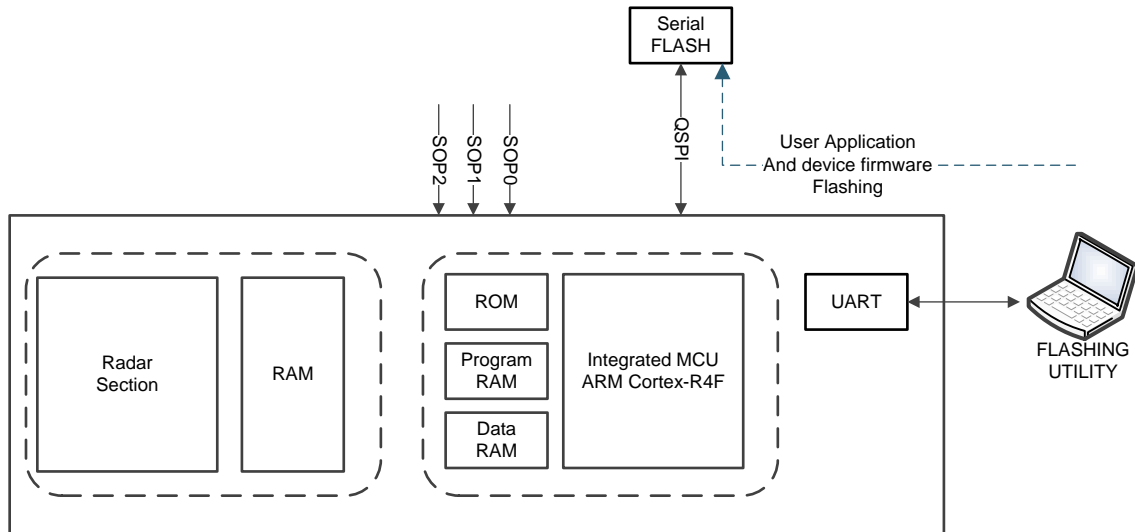 Serial
FLASH
SOP2
SOP1
SOP0
QSPI
User Application
And device firmware
Flashing
Radar
Section
RAM
ROM
Program
RAM
Data
RAM
Integrated MCU
ARM Cortex-R4F
UART
FLASHING
UTILITY